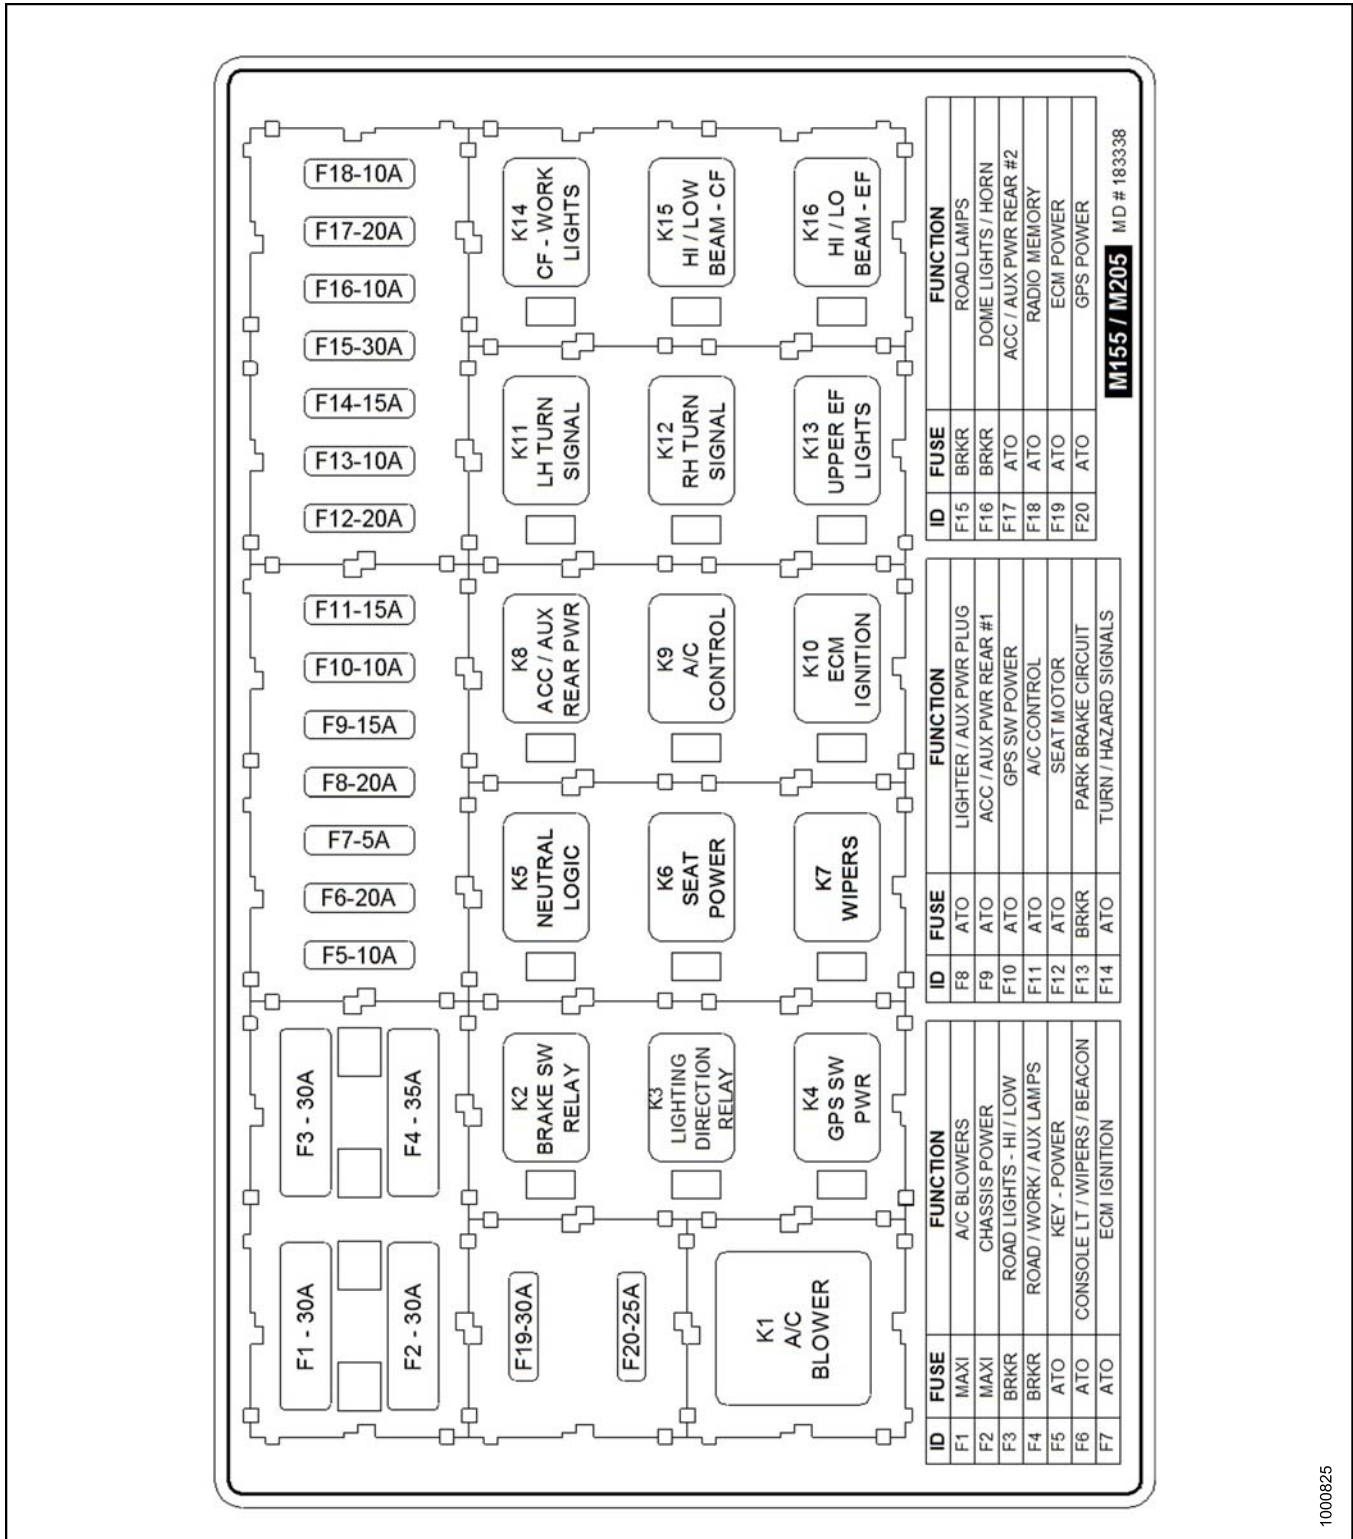 F18-10A
F17-20A
F16-10A
F15-30A
F14-15A
F13-10A
F12-20A
F11-15A
F10-10A
F9-15A
F8-20A
F7-5A
F6-20A
F5-10A
F3 - 30A
F4 - 35A
F1 - 30A
F2 - 30A
K14
CF - WORK
LIGHTS
K15
HI / LOW
BEAM - CF
K16
HI / LO
BEAM - EF
K11
LH TURN
SIGNAL
K12
RH TURN
SIGNAL
K13
UPPER EF
LIGHTS
K8
ACC / AUX
REAR PWR
K9
A/C
CONTROL
K10
ECM
IGNITION
K5
NEUTRAL
LOGIC
K6
SEAT
POWER
K7
WIPERS
K2
BRAKE SW
RELAY
K3
LIGHTING
DIRECTION
RELAY
K4
GPS SW
PWR
F19-30A
F20-25A
K1
A/C
BLOWER
ID FUSE FUNCTION
F1 MAXI A/C BLOWERS
F2 MAXI CHASSIS POWER
F3 BRKR ROAD LIGHTS - HI / LOW
F4 BRKR ROAD / WORK / AUX LAMPS
F5 ATO KEY - POWER
F6 ATO CONSOLE LT / WIPERS / BEACON
F7 ATO ECM IGNITION
ID FUSE FUNCTION
F8 ATO LIGHTER / AUX PWR PLUG
F9 ATO ACC / AUX PWR REAR #1
F10 ATO GPS SW POWER
F11 ATO A/C CONTROL
F12 ATO SEAT MOTOR
F13 BRKR PARK BRAKE CIRCUIT
F14 ATO TURN / HAZARD SIGNALS
ID FUSE FUNCTION
F15 BRKR ROAD LAMPS
F16 BRKR DOME LIGHTS / HORN
F17 ATO ACC / AUX PWR REAR #2
F18 ATO RADIO MEMORY
F19 ATO ECM POWER
F20 ATO GPS POWER
M155 / M205 MD # 183338
1000825